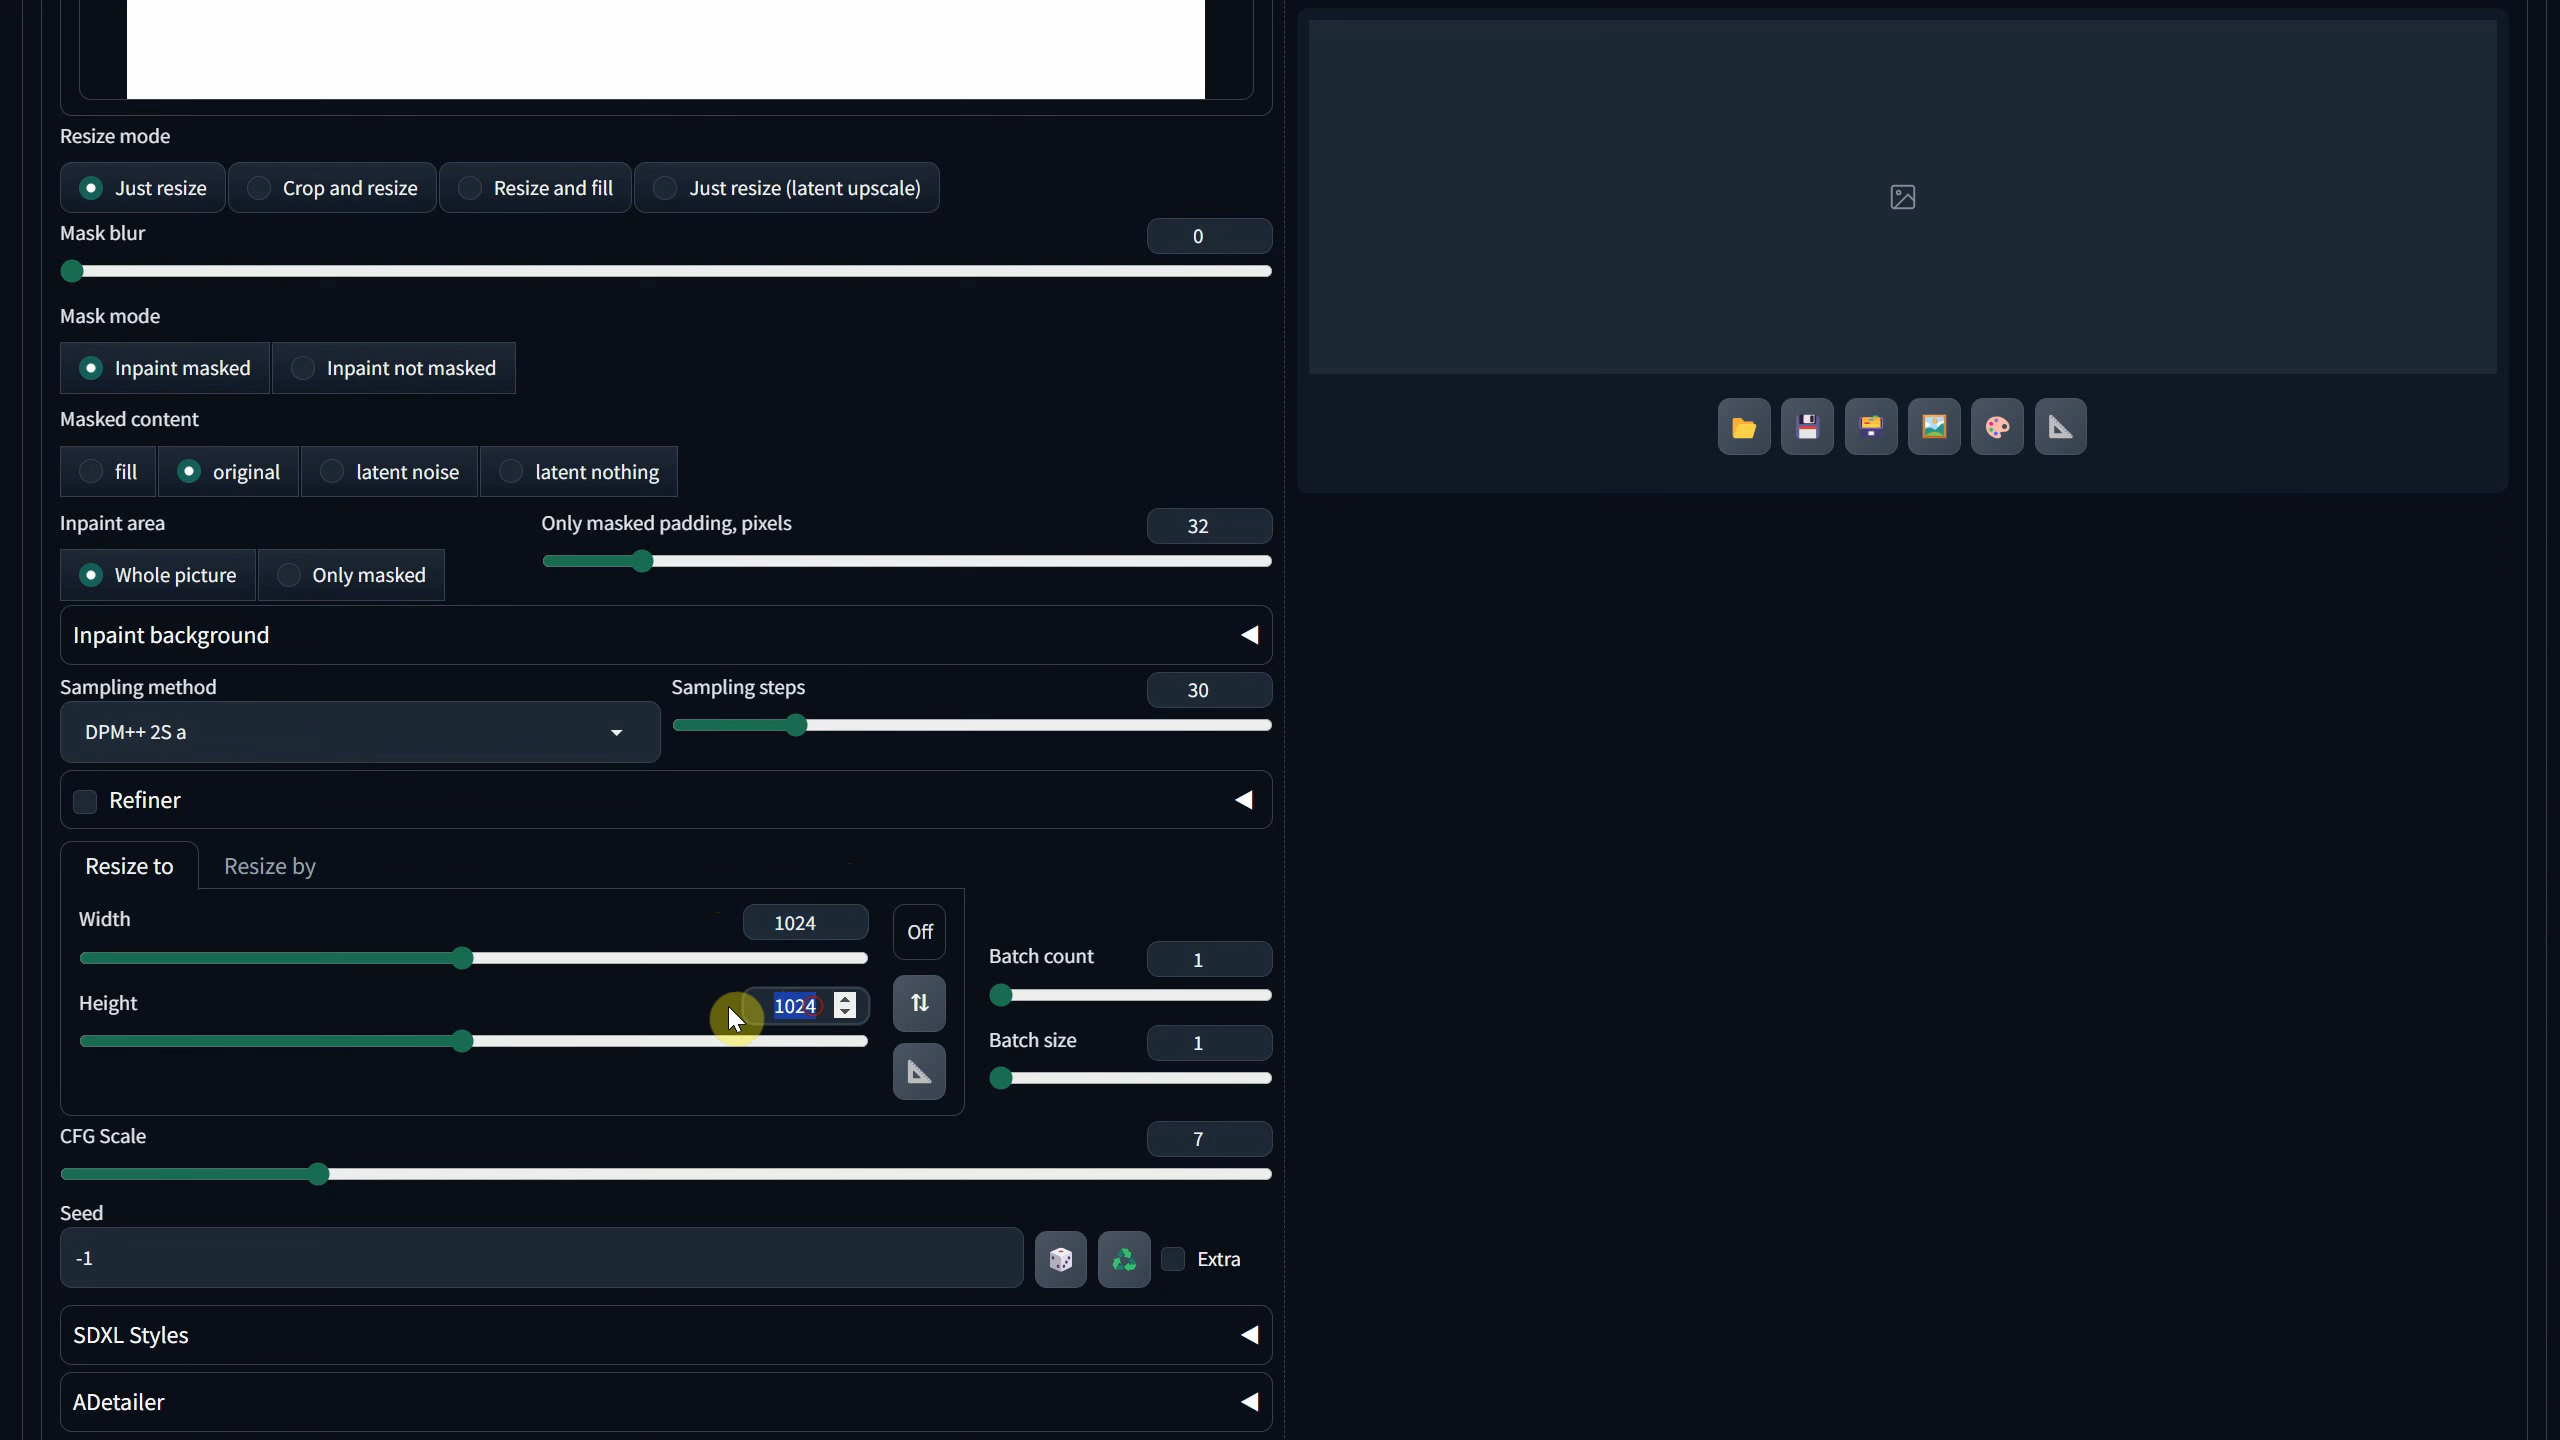 Resize mode
Just resize Crop and resize Resize and fill Just resize (latent upscale)
Mask blur 0
Mask mode
Inpaint masked Inpaint not masked
Masked content
fill original latent noise latent nothing
Inpaint area Only masked padding, pixels 32
Whole picture Only masked
Inpaint background
Sampling method Sampling steps 30
DPM++ 2S a
Refiner
Resize to Resize by
Width 1024 Off
Batch count 1
Height 1024
Batch size 1
CFG Scale 7
Seed
-1 Extra
SDXL Styles
ADetailer